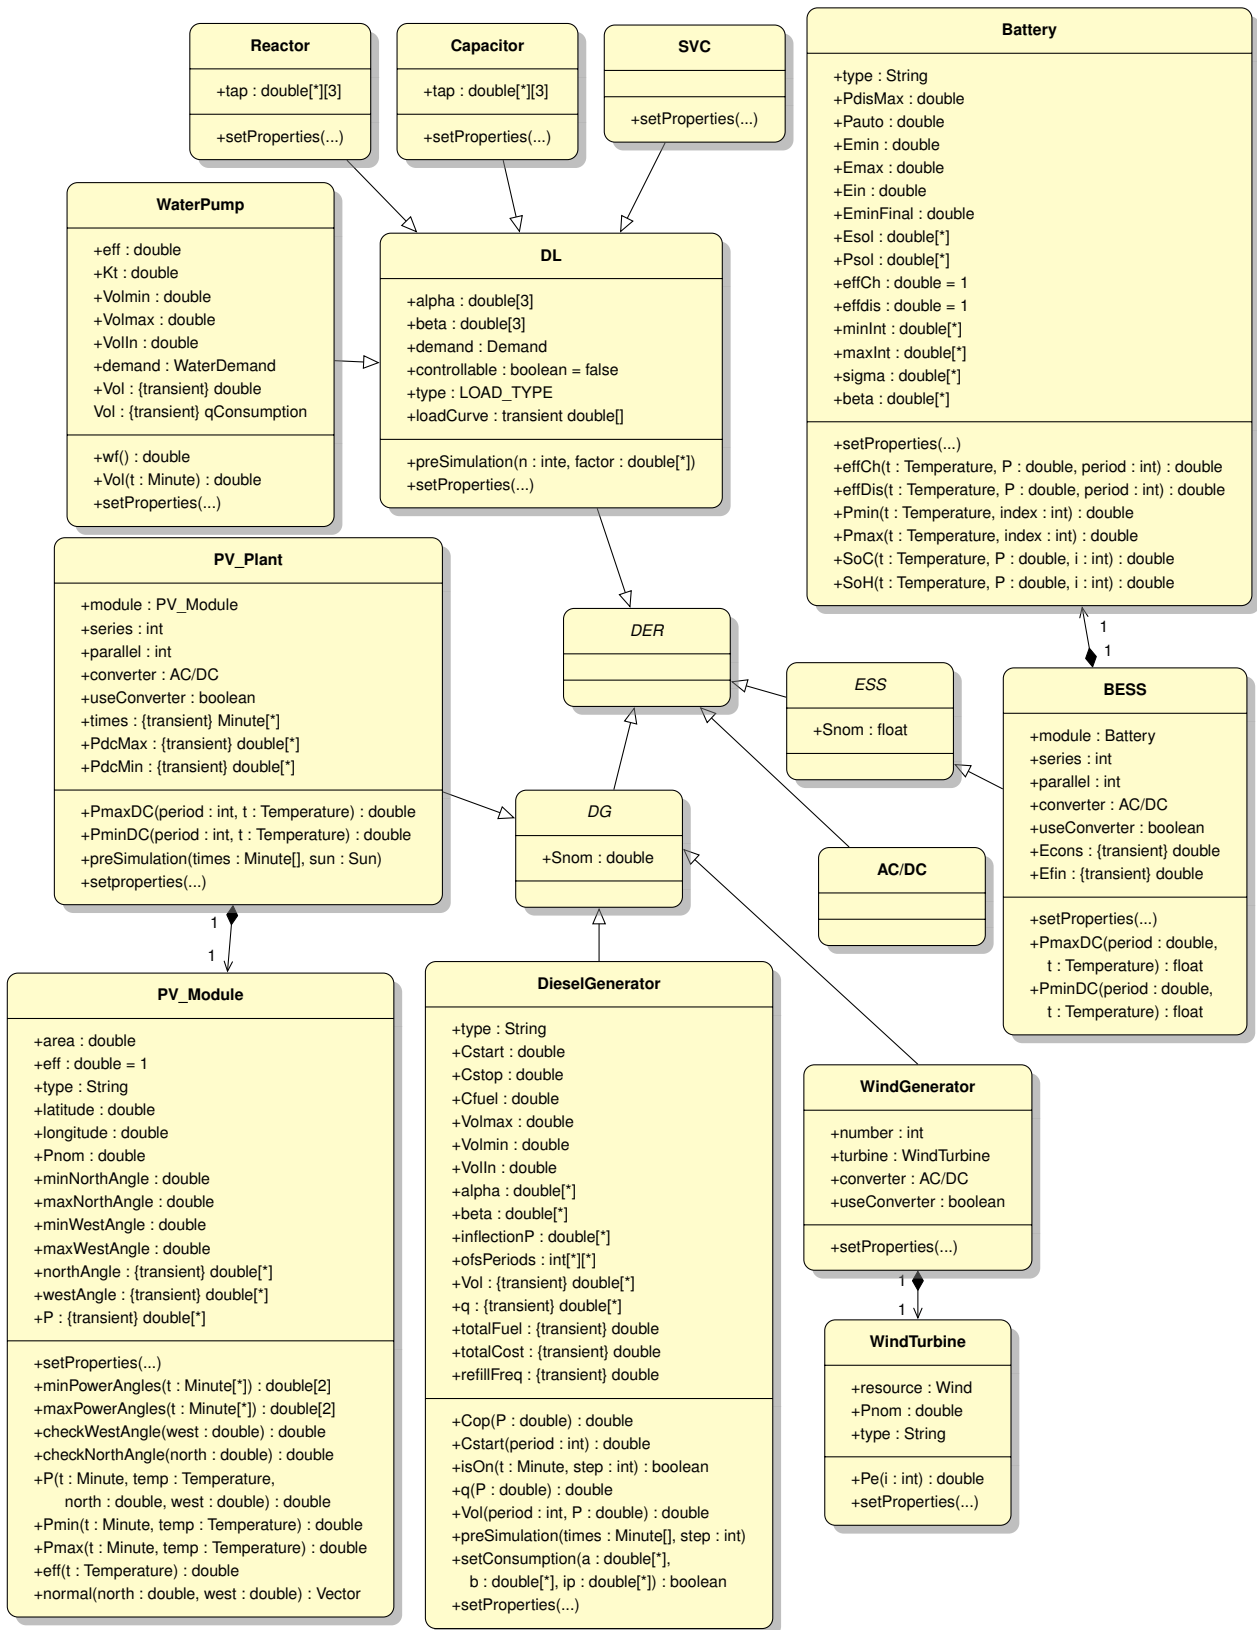 Reactor
+tap : double[*][3]
+setProperties(...)
Capacitor
+tap : double[*][3]
+setProperties(...)
SVC
+setProperties(...)
Battery
+type : String
+PdisMax : double
+Pauto : double
+Emin : double
+Emax : double
+Ein : double
+EminFinal : double
+Esol : double[*]
+Psol : double[*]
+effCh : double = 1
+effdis : double = 1
+minInt : double[*]
+maxInt : double[*]
+sigma : double[*]
+beta : double[*]
+setProperties(...)
+effCh(t : Temperature, P : double, period : int) : double
+effDis(t : Temperature, P : double, period : int) : double
+Pmin(t : Temperature, index : int) : double
+Pmax(t : Temperature, index : int) : double
+SoC(t : Temperature, P : double, i : int) : double
+SoH(t : Temperature, P : double, i : int) : double
WaterPump
+eff : double
+Kt : double
+Volmin : double
+Volmax : double
+VolIn : double
+demand : WaterDemand
+Vol : {transient} double
Vol : {transient} qConsumption
+wf() : double
+Vol(t : Minute) : double
+setProperties(...)
DL
+alpha : double[3]
+beta : double[3]
+demand : Demand
+controllable : boolean = false
+type : LOAD_TYPE
+loadCurve : transient double[]
+preSimulation(n : inte, factor : double[*])
+setProperties(...)
PV_Plant
+module : PV_Module
+series : int
+parallel : int
+converter : AC/DC
+useConverter : boolean
+times : {transient} Minute[*]
+PdcMax : {transient} double[*]
+PdcMin : {transient} double[*]
+PmaxDC(period : int, t : Temperature) : double
+PminDC(period : int, t : Temperature) : double
+preSimulation(times : Minute[], sun : Sun)
+setproperties(...)
DER
ESS
+Snom : float
1
1
BESS
+module : Battery
+series : int
+parallel : int
+converter : AC/DC
+useConverter : boolean
+Econs : {transient} double
+Efin : {transient} double
+setProperties(...)
+PmaxDC(period : double,
t : Temperature) : float
+PminDC(period : double,
t : Temperature) : float
DG
+Snom : double
AC/DC
1
1
PV_Module
+area : double
+eff : double = 1
+type : String
+latitude : double
+longitude : double
+Pnom : double
+minNorthAngle : double
+maxNorthAngle : double
+minWestAngle : double
+maxWestAngle : double
+northAngle : {transient} double[*]
+westAngle : {transient} double[*]
+P : {transient} double[*]
+setProperties(...)
+minPowerAngles(t : Minute[*]) : double[2]
+maxPowerAngles(t : Minute[*]) : double[2]
+checkWestAngle(west : double) : double
+checkNorthAngle(north : double) : double
+P(t : Minute, temp : Temperature,
north : double, west : double) : double
+Pmin(t : Minute, temp : Temperature) : double
+Pmax(t : Minute, temp : Temperature) : double
+eff(t : Temperature) : double
+normal(north : double, west : double) : Vector
DieselGenerator
+type : String
+Cstart : double
+Cstop : double
+Cfuel : double
+Volmax : double
+Volmin : double
+VolIn : double
+alpha : double[*]
+beta : double[*]
+inflectionP : double[*]
+ofsPeriods : int[*][*]
+Vol : {transient} double[*]
+q : {transient} double[*]
+totalFuel : {transient} double
+totalCost : {transient} double
+refillFreq : {transient} double
+Cop(P : double) : double
+Cstart(period : int) : double
+isOn(t : Minute, step : int) : boolean
+q(P : double) : double
+Vol(period : int, P : double) : double
+preSimulation(times : Minute[], step : int)
+setConsumption(a : double[*],
b : double[*], ip : double[*]) : boolean
+setProperties(...)
WindGenerator
+number : int
+turbine : WindTurbine
+converter : AC/DC
+useConverter : boolean
+setProperties(...)
1
1
WindTurbine
+resource : Wind
+Pnom : double
+type : String
+Pe(i : int) : double
+setProperties(...)